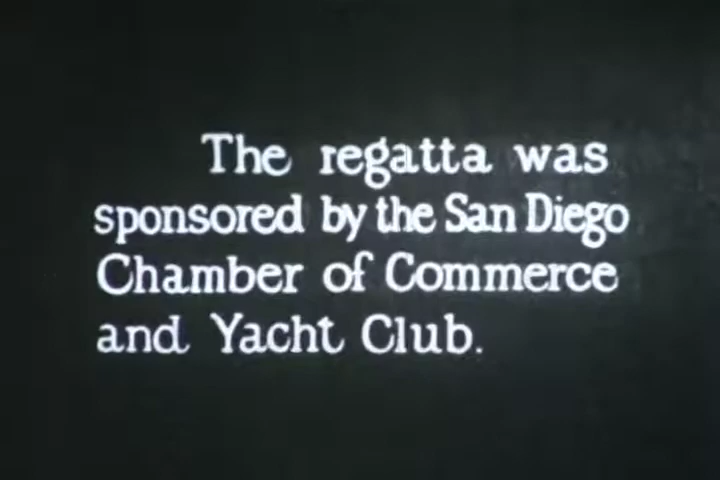 The regatta was
sponsored by the San Diego
Chamber of Commerce
and Yacht Club.